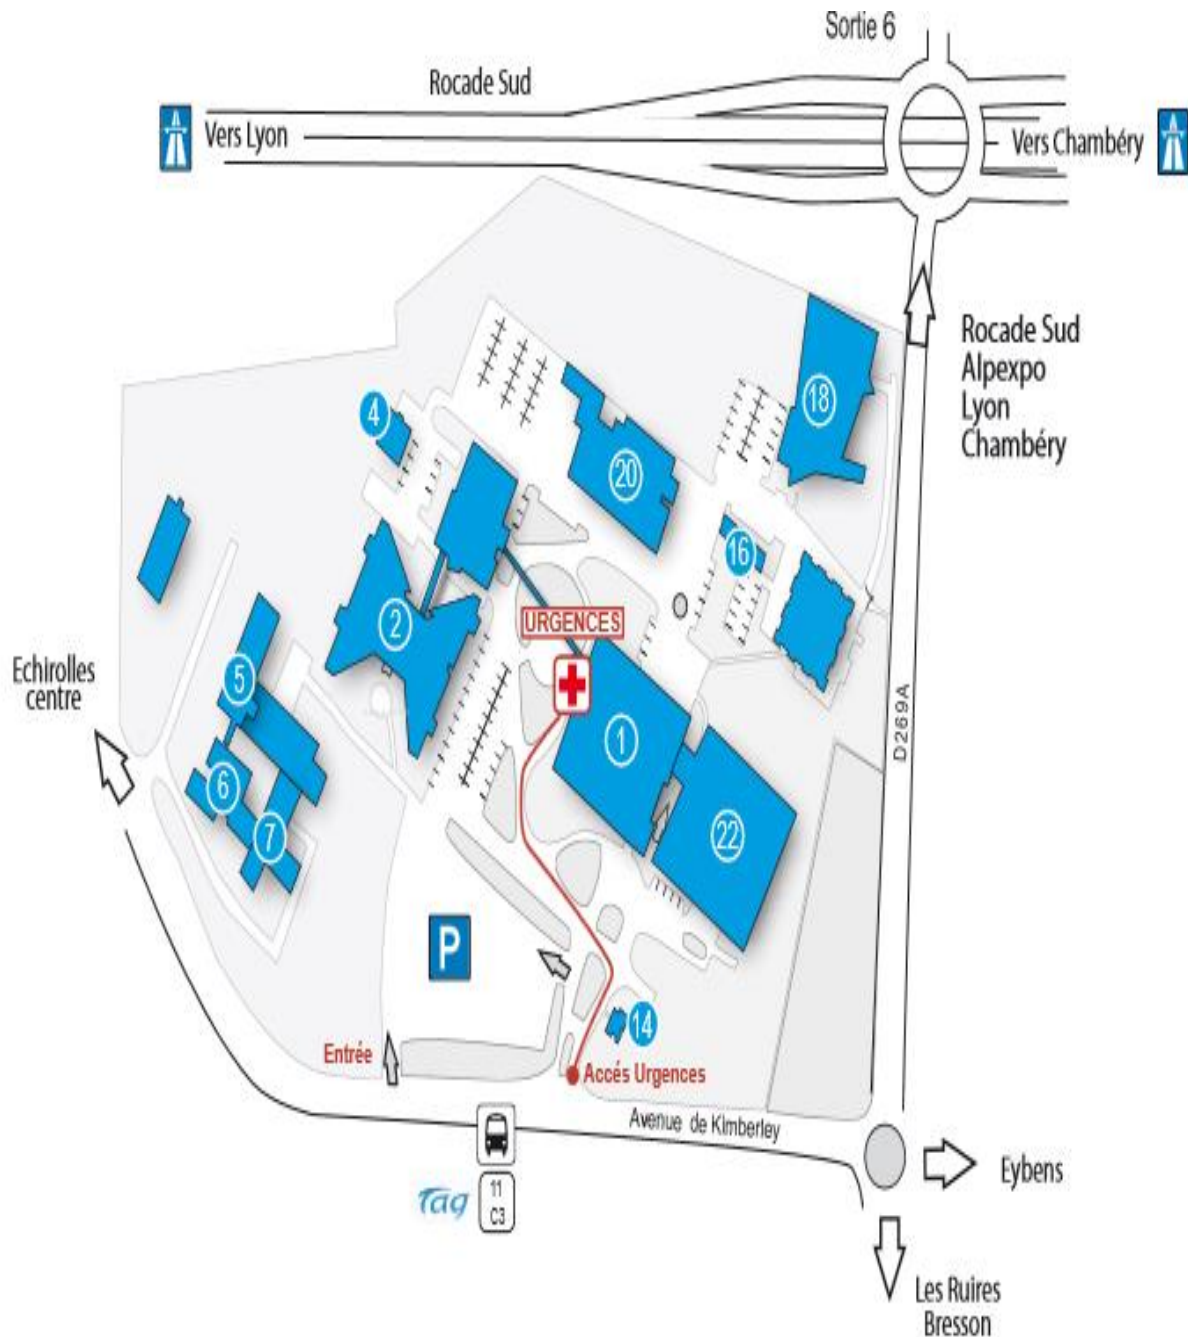 Sortie 6
Rocade Sud
Vers Lyon
Vers Chambéry
Rocade Sud
Alpexpo
Lyon
Chambéry
18
4
20
16
URGENCES
2
Echirolles
centre
5
1
D269A
6
7
22
P
14
Entrée
Accés Urgences
Avenue de Kimberley
Eybens
Tag
11
C3
Les Ruires
Bresson